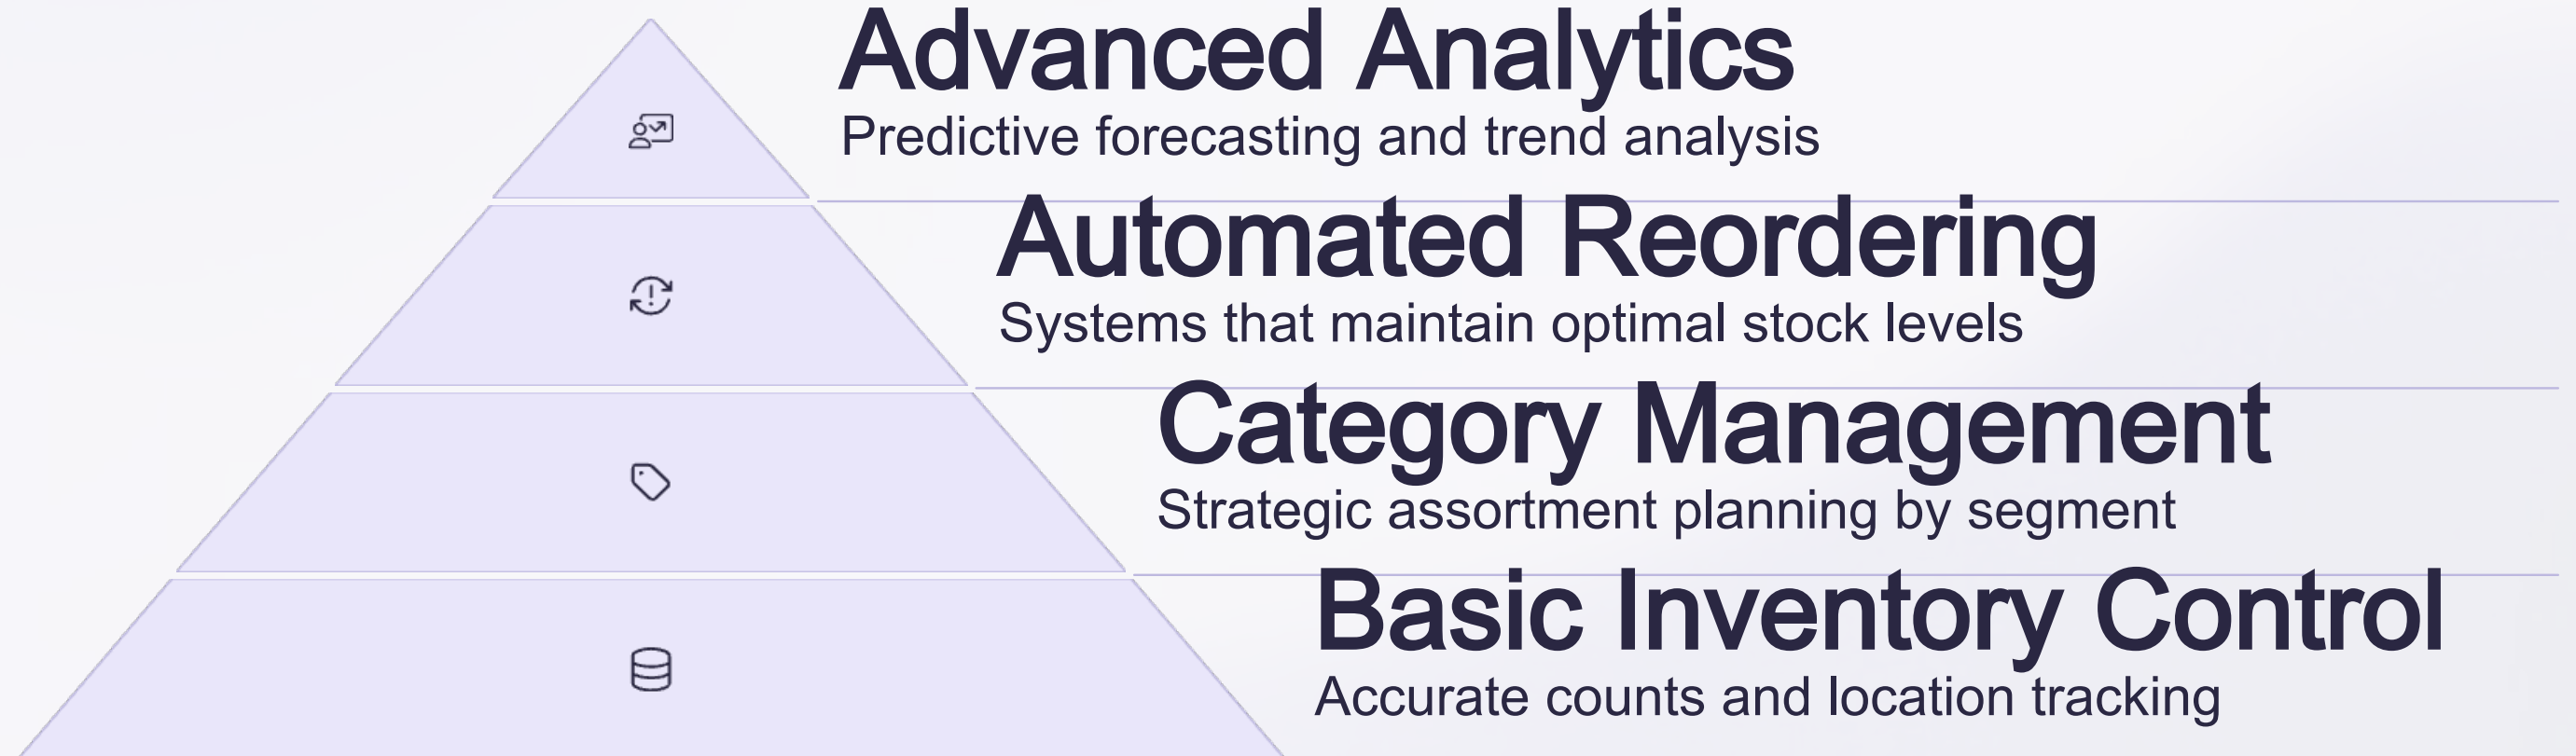 Advanced Analytics
Predictive forecasting and trend analysis
Automated Reordering
Systems that maintain optimal stock levels
Category Management
Strategic assortment planning by segment
Basic Inventory Control
Accurate counts and location tracking